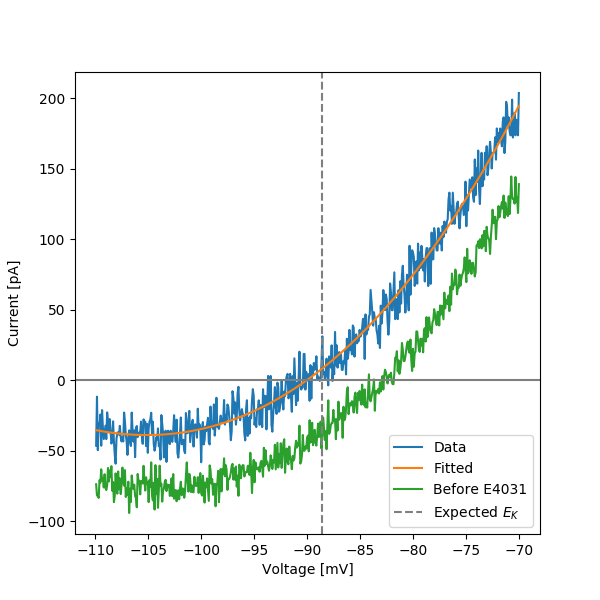 200
150
100
50
0
−50
−100
Current [pA]
Data
Fitted
Before E4031
Expected E_K
−110 −105 −100 −95 −90 −85 −80 −75 −70
Voltage [mV]